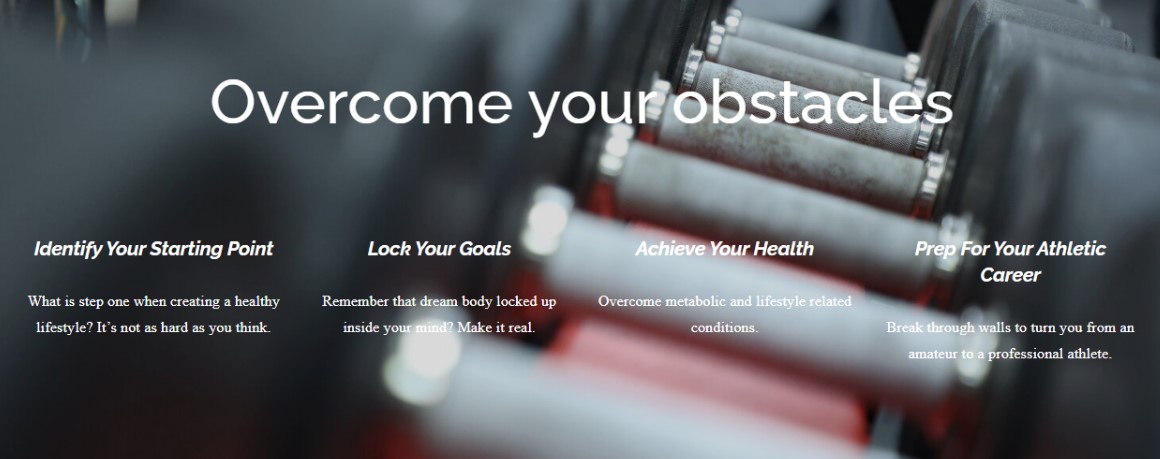 Overcome your obstacles
Identify Your Starting Point
What is step one when creating a healthy
lifestyle? It’s not as hard as you think.
Lock Your Goals
Remember that dream body locked up
inside your mind? Make it real.
Achieve Your Health
Overcome metabolic and lifestyle related
conditions.
Prep For Your Athletic
Career
Break through walls to turn you from an
amateur to a professional athlete.